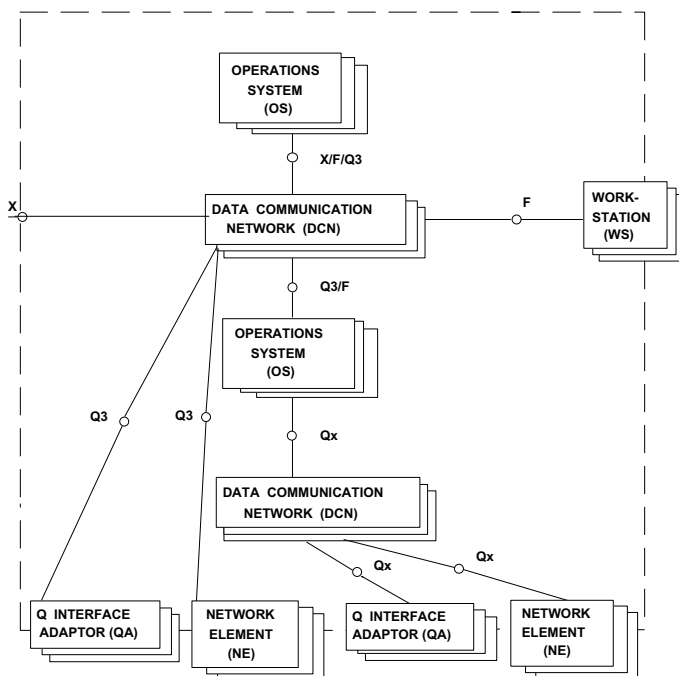 OPERATIONS
SYSTEM
(OS)
X/F/Q3
X
DATA COMMUNICATION
NETWORK (DCN)
F
WORK-
STATION
(WS)
Q3/F
OPERATIONS
SYSTEM
(OS)
Q3
Q3
Qx
DATA COMMUNICATION
NETWORK (DCN)
Qx
Qx
Q INTERFACE
ADAPTOR (QA)
NETWORK
ELEMENT
(NE)
Q INTERFACE
ADAPTOR (QA)
NETWORK
ELEMENT
(NE)